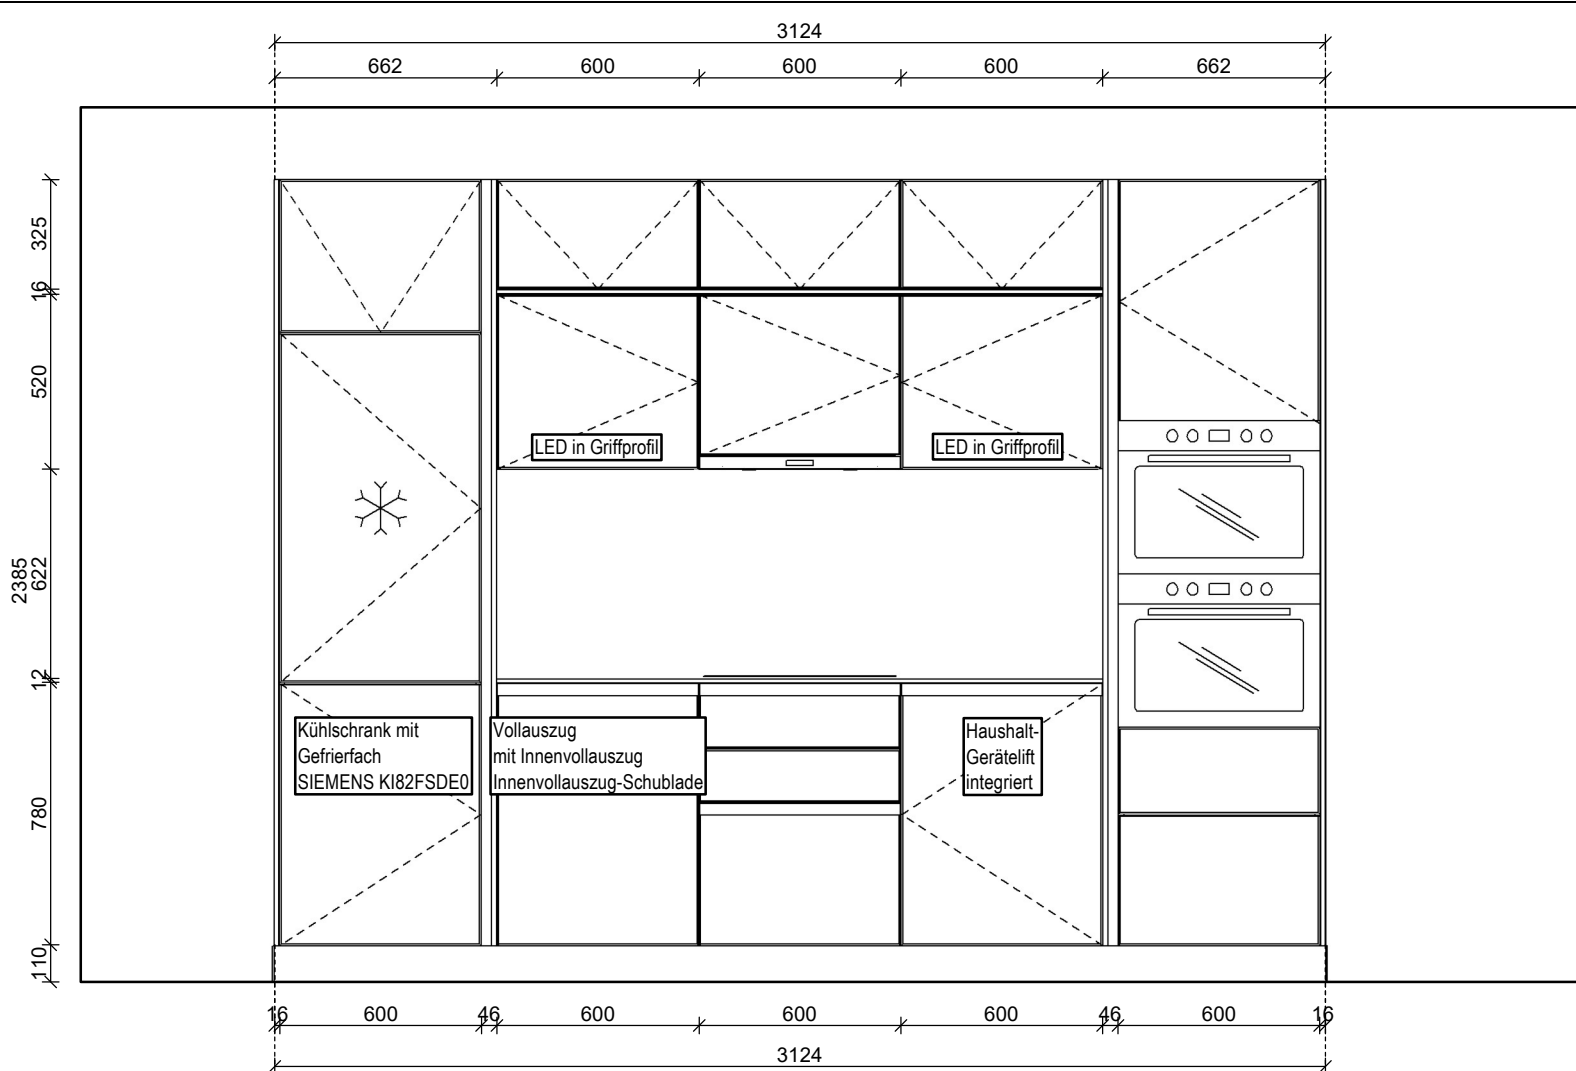 3124
662 600 600 600 662
325
16
520
LED in Griffprofil
LED in Griffprofil
2385
622
12
Kühlschrank mit
Gefrierfach
SIEMENS KI82FSDE0
Vollauszug
mit Innenvollauszug
Innenvollauszug-Schublade
Haushalt-
Gerätelift
integriert
780
110
16 600 46 600 600 600 46 600 16
3124